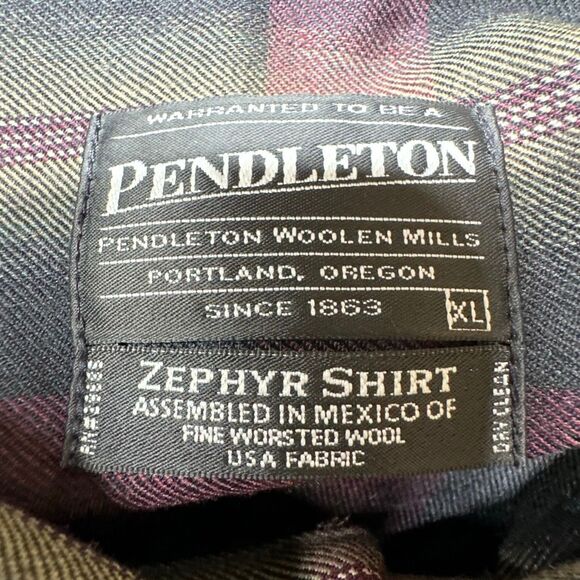 WARRANTED TO BE A
PENDLETON
PENDLETON WOOLEN MILLS
PORTLAND, OREGON
SINCE 1863
XL
ZEPHYR SHIRT
ASSEMBLED IN MEXICO OF
FINE WORSTED WOOL
USA FABRIC
DRY CLEAN